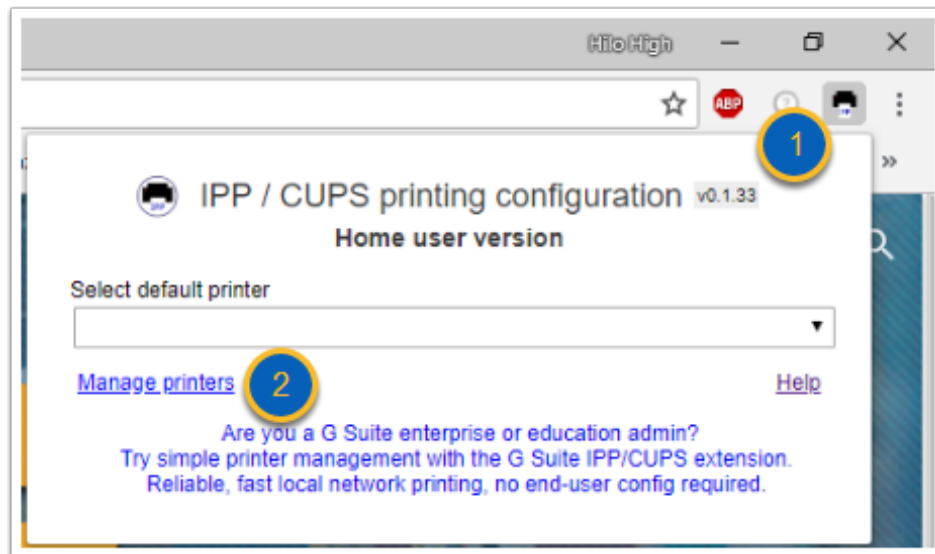 Hilo High
ABP
1
IPP / CUPS printing configuration v0.1.33
Home user version
Select default printer
Manage printers 2 Help
Are you a G Suite enterprise or education admin?
Try simple printer management with the G Suite IPP/CUPS extension.
Reliable, fast local network printing, no end-user config required.